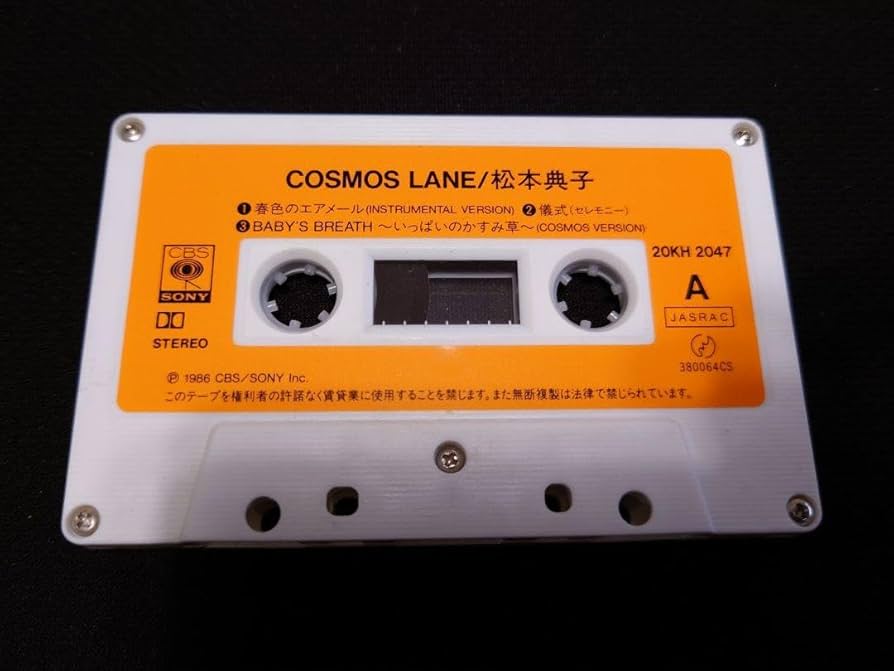 COSMOS LANE/松本典子
❶春色のエアメール(INSTRUMENTAL VERSION) ❷儀式(セレモニー)
❸BABY'S BREATH ～いっぱいのかすみ草～(COSMOS VERSION)
CBS
SONY
20KH 2047
A
JASRAC
STEREO
380064CS
Ⓟ 1986 CBS/SONY Inc.
このテープを権利者の許諾なく賃貸業に使用することを禁じます。また無断複製は法律で禁じられています。